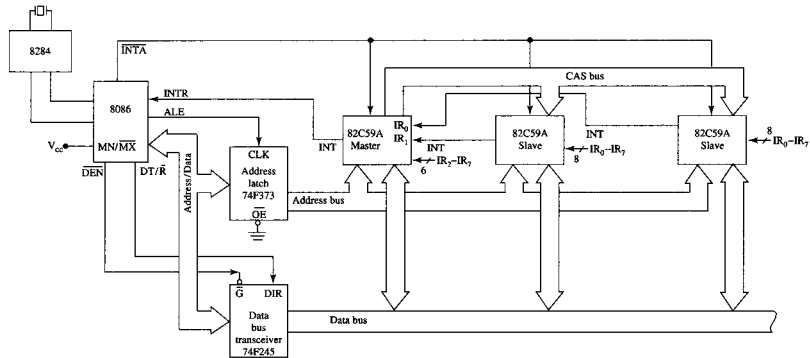 8284
INTA
CAS bus
8086
INTR
ALE
MN/MX
Vcc
DEN
DT/R
Address/Data
CLK
Address
latch
74F373
OE
Address bus
INT
IR0
IR1
82C59A
Master
IR2–IR7
6
INT
82C59A
Slave
IR0–IR7
8
INT
82C59A
Slave
8
IR0–IR7
G
DIR
Data
bus
transceiver
74F245
Data bus